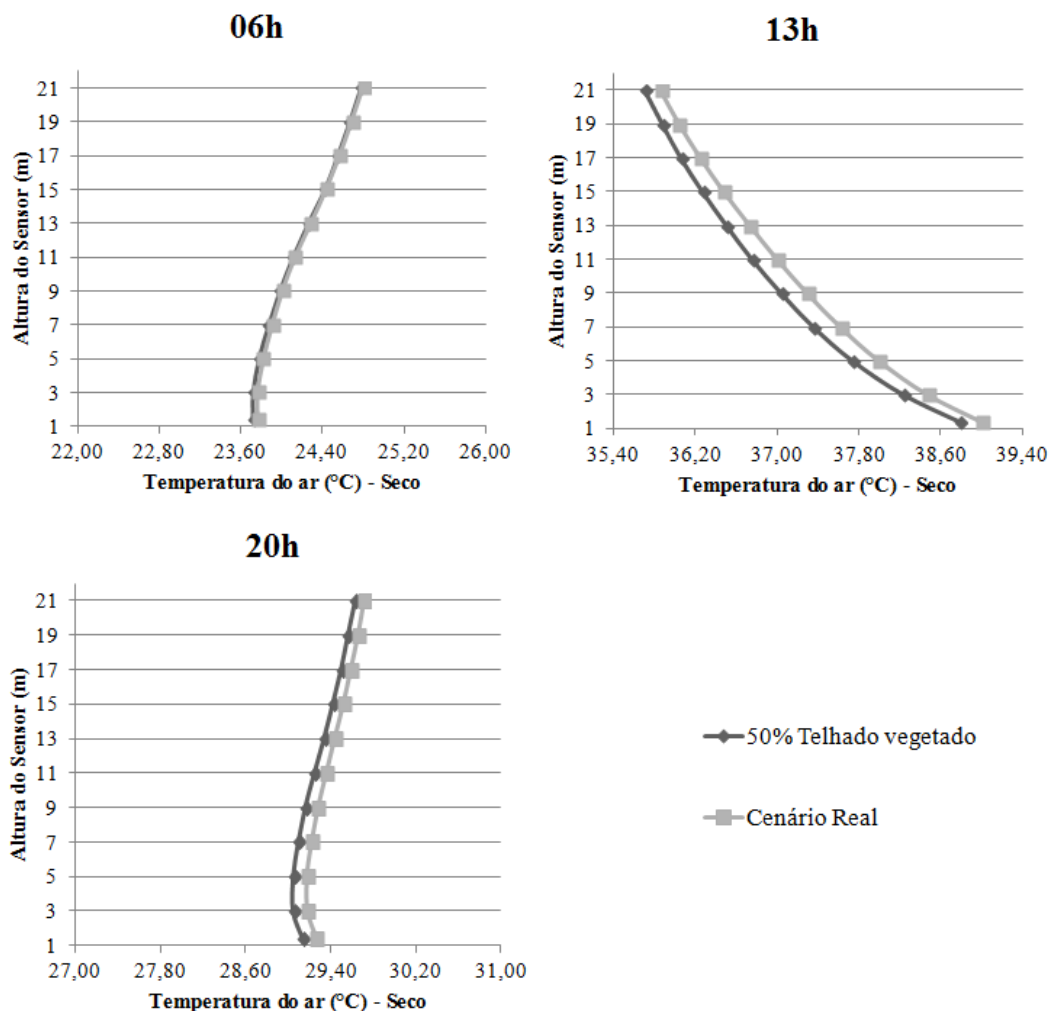 06h
21
19
17
15
13
11
9
7
5
3
1
Altura do Sensor (m)
22,00 22,80 23,60 24,40 25,20 26,00
Temperatura do ar (°C) - Seco
13h
21
19
17
15
13
11
9
7
5
3
1
Altura do Sensor (m)
35,40 36,20 37,00 37,80 38,60 39,40
Temperatura do ar (°C) - Seco
20h
21
19
17
15
13
11
9
7
5
3
1
Altura do Sensor (m)
27,00 27,80 28,60 29,40 30,20 31,00
Temperatura do ar (°C) - Seco
50% Telhado vegetado
Cenário Real